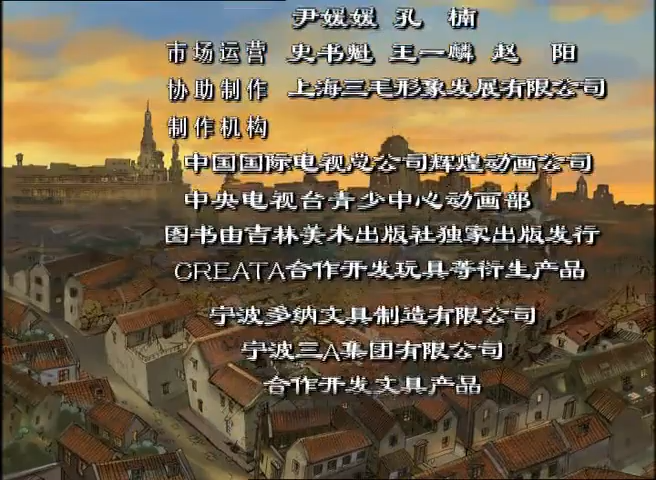 尹媛媛 孔 楠
市场运营 史书魁 王一麟 赵 阳
协助制作 上海三毛形象发展有限公司
制作机构
中国国际电视总公司辉煌动画公司
中央电视台青少中心动画部
图书由吉林美术出版社独家出版发行
CREATA合作开发玩具等衍生产品
宁波多纳文具制造有限公司
宁波三A集团有限公司
合作开发文具产品